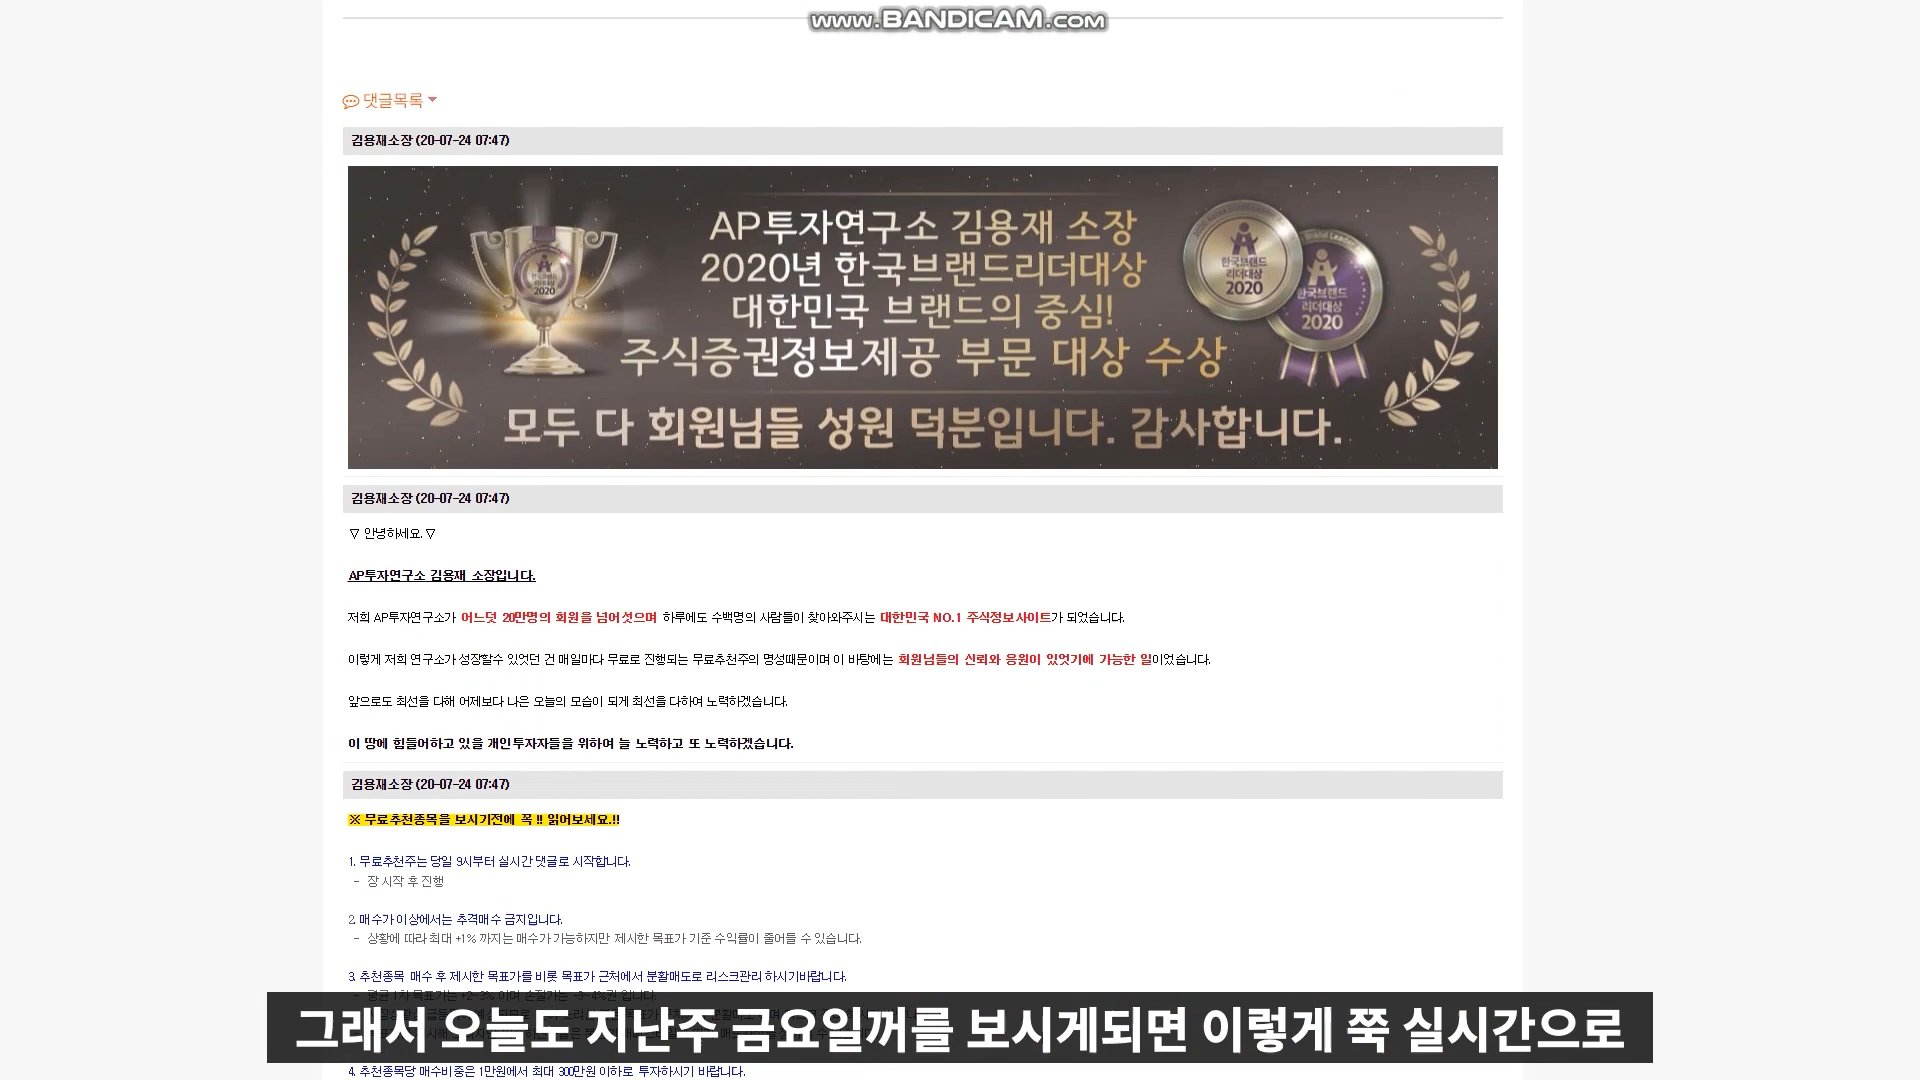 www.BANDICAM.com
댓글목록
김용재소장 (20-07-24 07:47)
AP투자연구소 김용재 소장
2020년 한국브랜드리더대상
대한민국 브랜드의 중심!
주식증권정보제공 부문 대상 수상
모두 다 회원님들 성원 덕분입니다. 감사합니다.
한국브랜드
리더대상
2020
한국브랜드
리더대상
2020
김용재소장 (20-07-24 07:47)
▽ 안녕하세요. ▽
AP투자연구소 김용재 소장입니다.
저희 AP투자연구소가 어느덧 20만명의 회원을 넘어섯으며 하루에도 수백명의 사람들이 찾아와주시는 대한민국 NO.1 주식정보사이트가 되었습니다.
이렇게 저희 연구소가 성장할수 있엇던 건 매일마다 무료로 진행되는 무료추천주의 명성때문이며 이 바탕에는 회원님들의 신뢰와 응원이 있엇기에 가능한 일이었습니다.
앞으로도 최선을 다해 어제보다 나은 오늘의 모습이 되게 최선을 다하여 노력하겠습니다.
이 땅에 힘들어하고 있을 개인투자자들을 위하여 늘 노력하고 또 노력하겠습니다.
김용재소장 (20-07-24 07:47)
※ 무료추천종목을 보시기전에 꼭 !! 읽어보세요.!!
1. 무료추천주는 당일 9시부터 실시간 댓글로 시작합니다.
- 장 시작 후 진행
2. 매수가 이상에서는 추격매수 금지입니다.
- 상황에 따라 최대 +1% 까지는 매수가 가능하지만 제시한 목표가 기준 수익률이 줄어들 수 있습니다.
3. 추천종목 매수 후 제시한 목표가를 비롯 목표가 근처에서 분할매도로 리스크관리 하시기바랍니다.
- 평균 1차 목표가는 +2~3% 이며 손절가는 -3~4%권 입니다.
그래서 오늘도 지난주 금요일꺼를 보시게되면 이렇게 쭉 실시간으로
4. 추천종목당 매수비중은 1만원에서 최대 300만원 이하로 투자하시기 바랍니다.